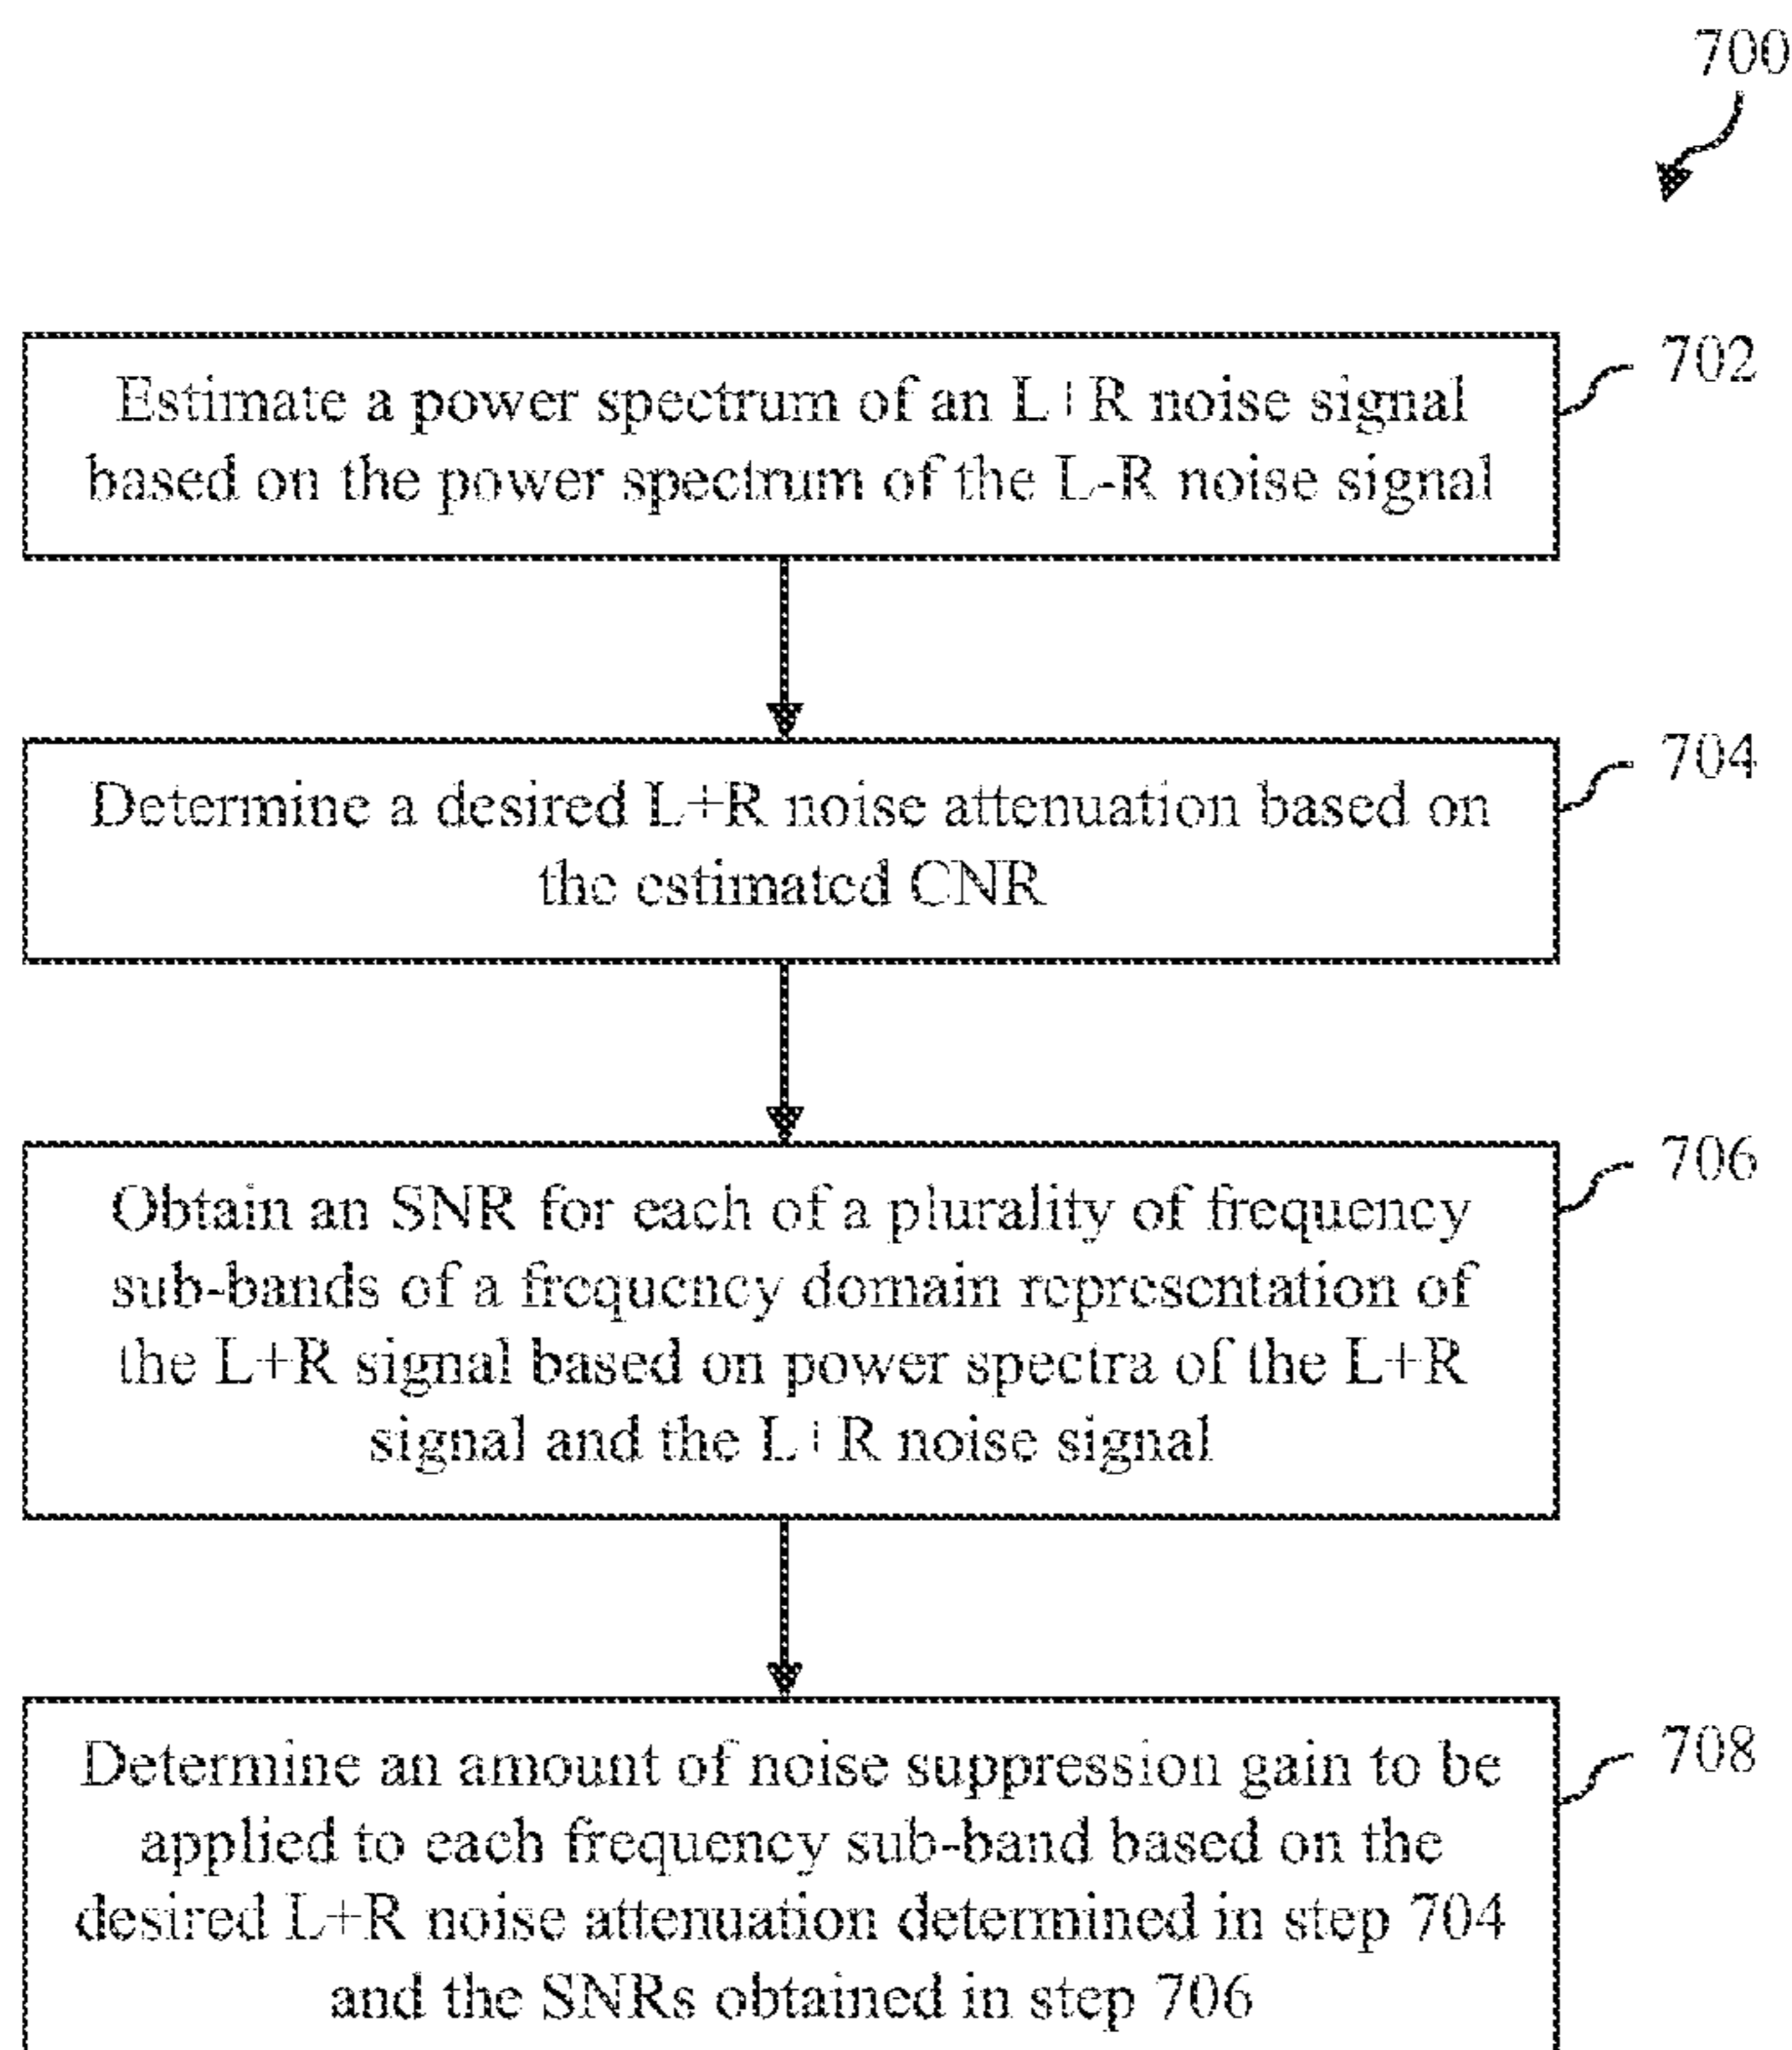 700
Estimate a power spectrum of an L+R noise signal
based on the power spectrum of the L-R noise signal
702
Determine a desired L+R noise attenuation based on
the estimated CNR
704
Obtain an SNR for each of a plurality of frequency
sub-bands of a frequency domain representation of
the L+R signal based on power spectra of the L+R
signal and the L+R noise signal
706
Determine an amount of noise suppression gain to be
applied to each frequency sub-band based on the
desired L+R noise attenuation determined in step 704
and the SNRs obtained in step 706
708